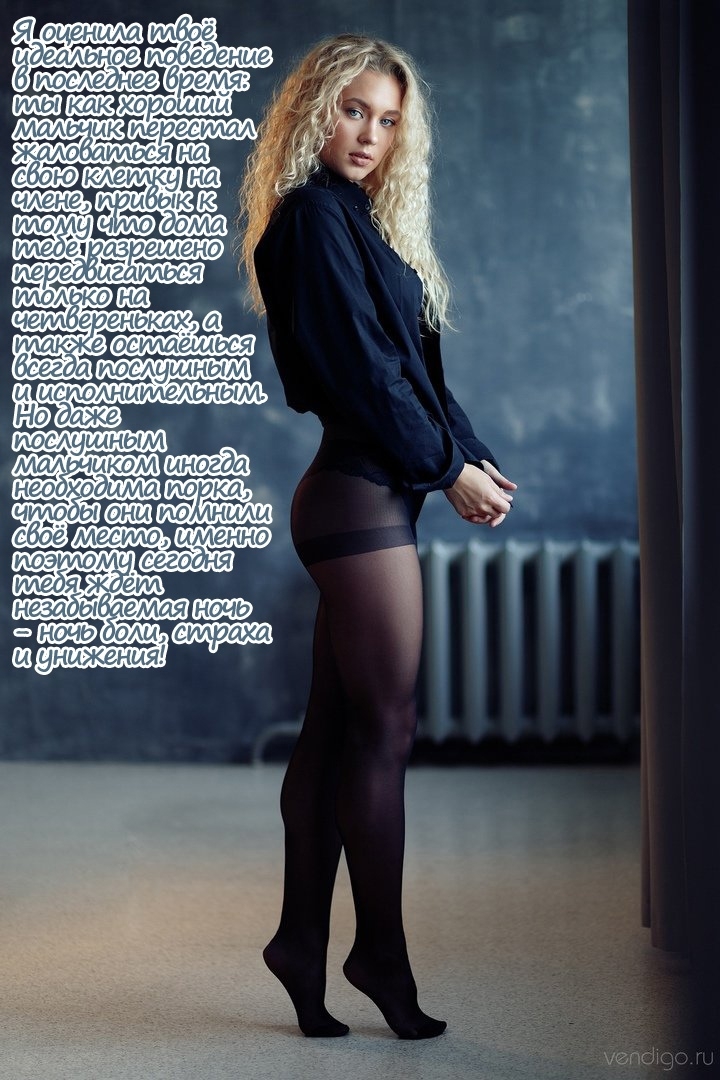 Я оценила твоё
идеальное поведение
в последнее время:
ты как хороший
мальчик перестал
жаловаться на
свою клетку на
члене, привык к
тому что дома
тебе разрешено
передвигаться
только на
четвереньках, а
также остаёшься
всегда послушным
и исполнительным.
Но даже
послушным
мальчиком иногда
необходима порка,
чтобы они помнили
своё место, именно
поэтому сегодня
тебя ждём
незабываемая ночь
- ночь боли, страха
и унижения!
vendigo.ru